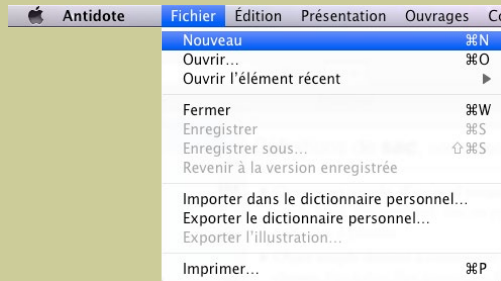 Antidote Fichier Édition Présentation Ouvrages
Nouveau ⌘N
Ouvrir... ⌘O
Ouvrir l'élément récent ▶
Fermer ⌘W
Enregistrer ⌘S
Enregistrer sous... ⇧⌘S
Revenir à la version enregistrée
Importer dans le dictionnaire personnel...
Exporter le dictionnaire personnel...
Exporter l'illustration...
Imprimer... ⌘P